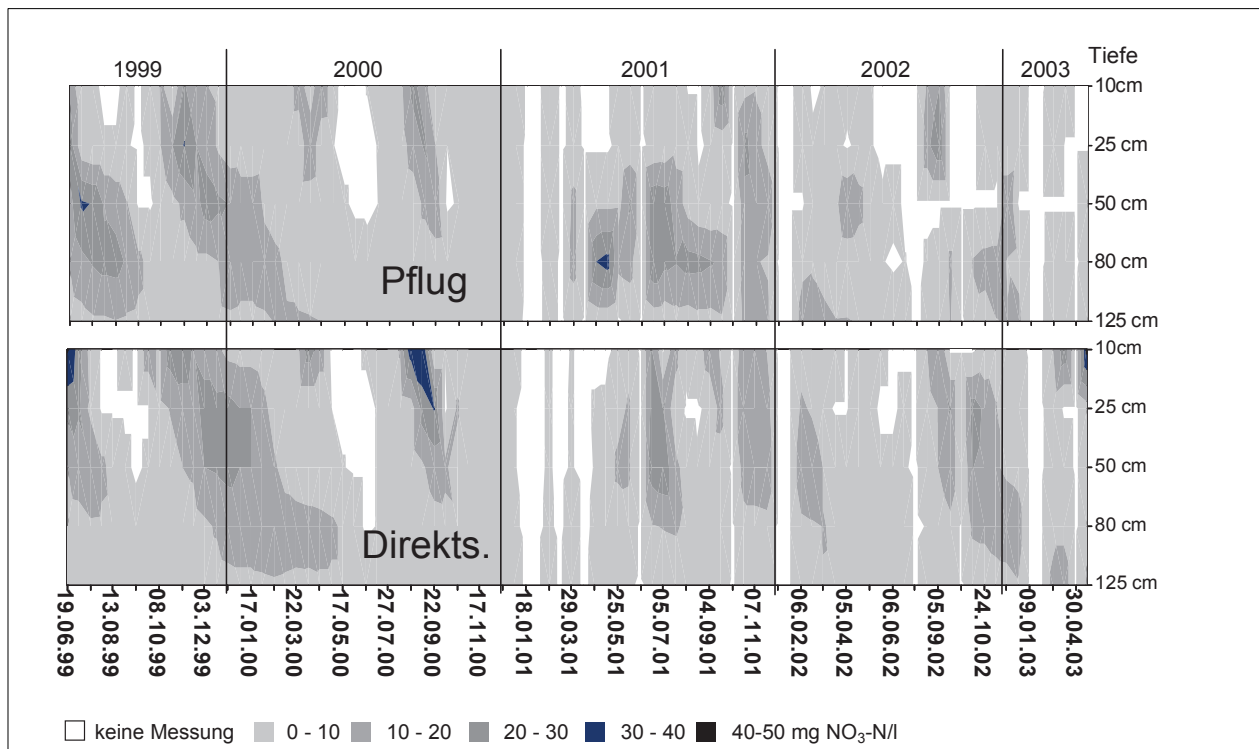 1999 2000 2001 2002 2003 Tiefe
10cm
25 cm
50 cm
80 cm
125 cm
Pflug
10cm
25 cm
50 cm
80 cm
125 cm
Direkts.
19.06.99
13.08.99
08.10.99
03.12.99
17.01.00
22.03.00
17.05.00
27.07.00
22.09.00
17.11.00
18.01.01
29.03.01
25.05.01
05.07.01
04.09.01
07.11.01
06.02.02
05.04.02
06.06.02
05.09.02
24.10.02
09.01.03
30.04.03
keine Messung 0 - 10 10 - 20 20 - 30 30 - 40 40-50 mg NO₃-N/l